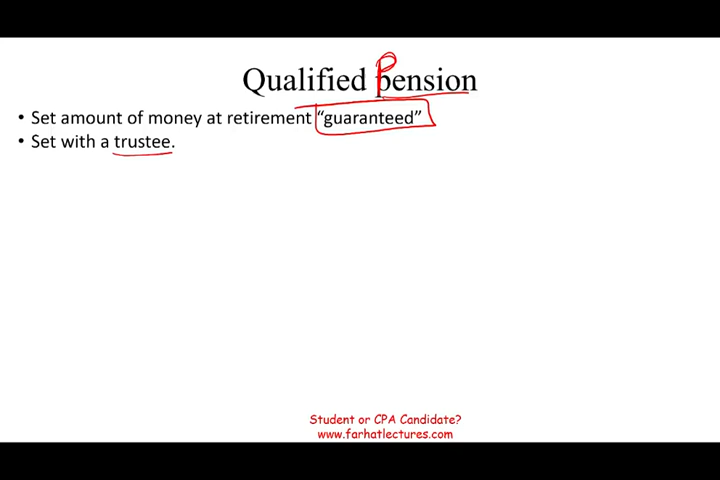 Qualified pension
• Set amount of money at retirement “guaranteed”
• Set with a trustee.
Student or CPA Candidate?
www.farhatlectures.com